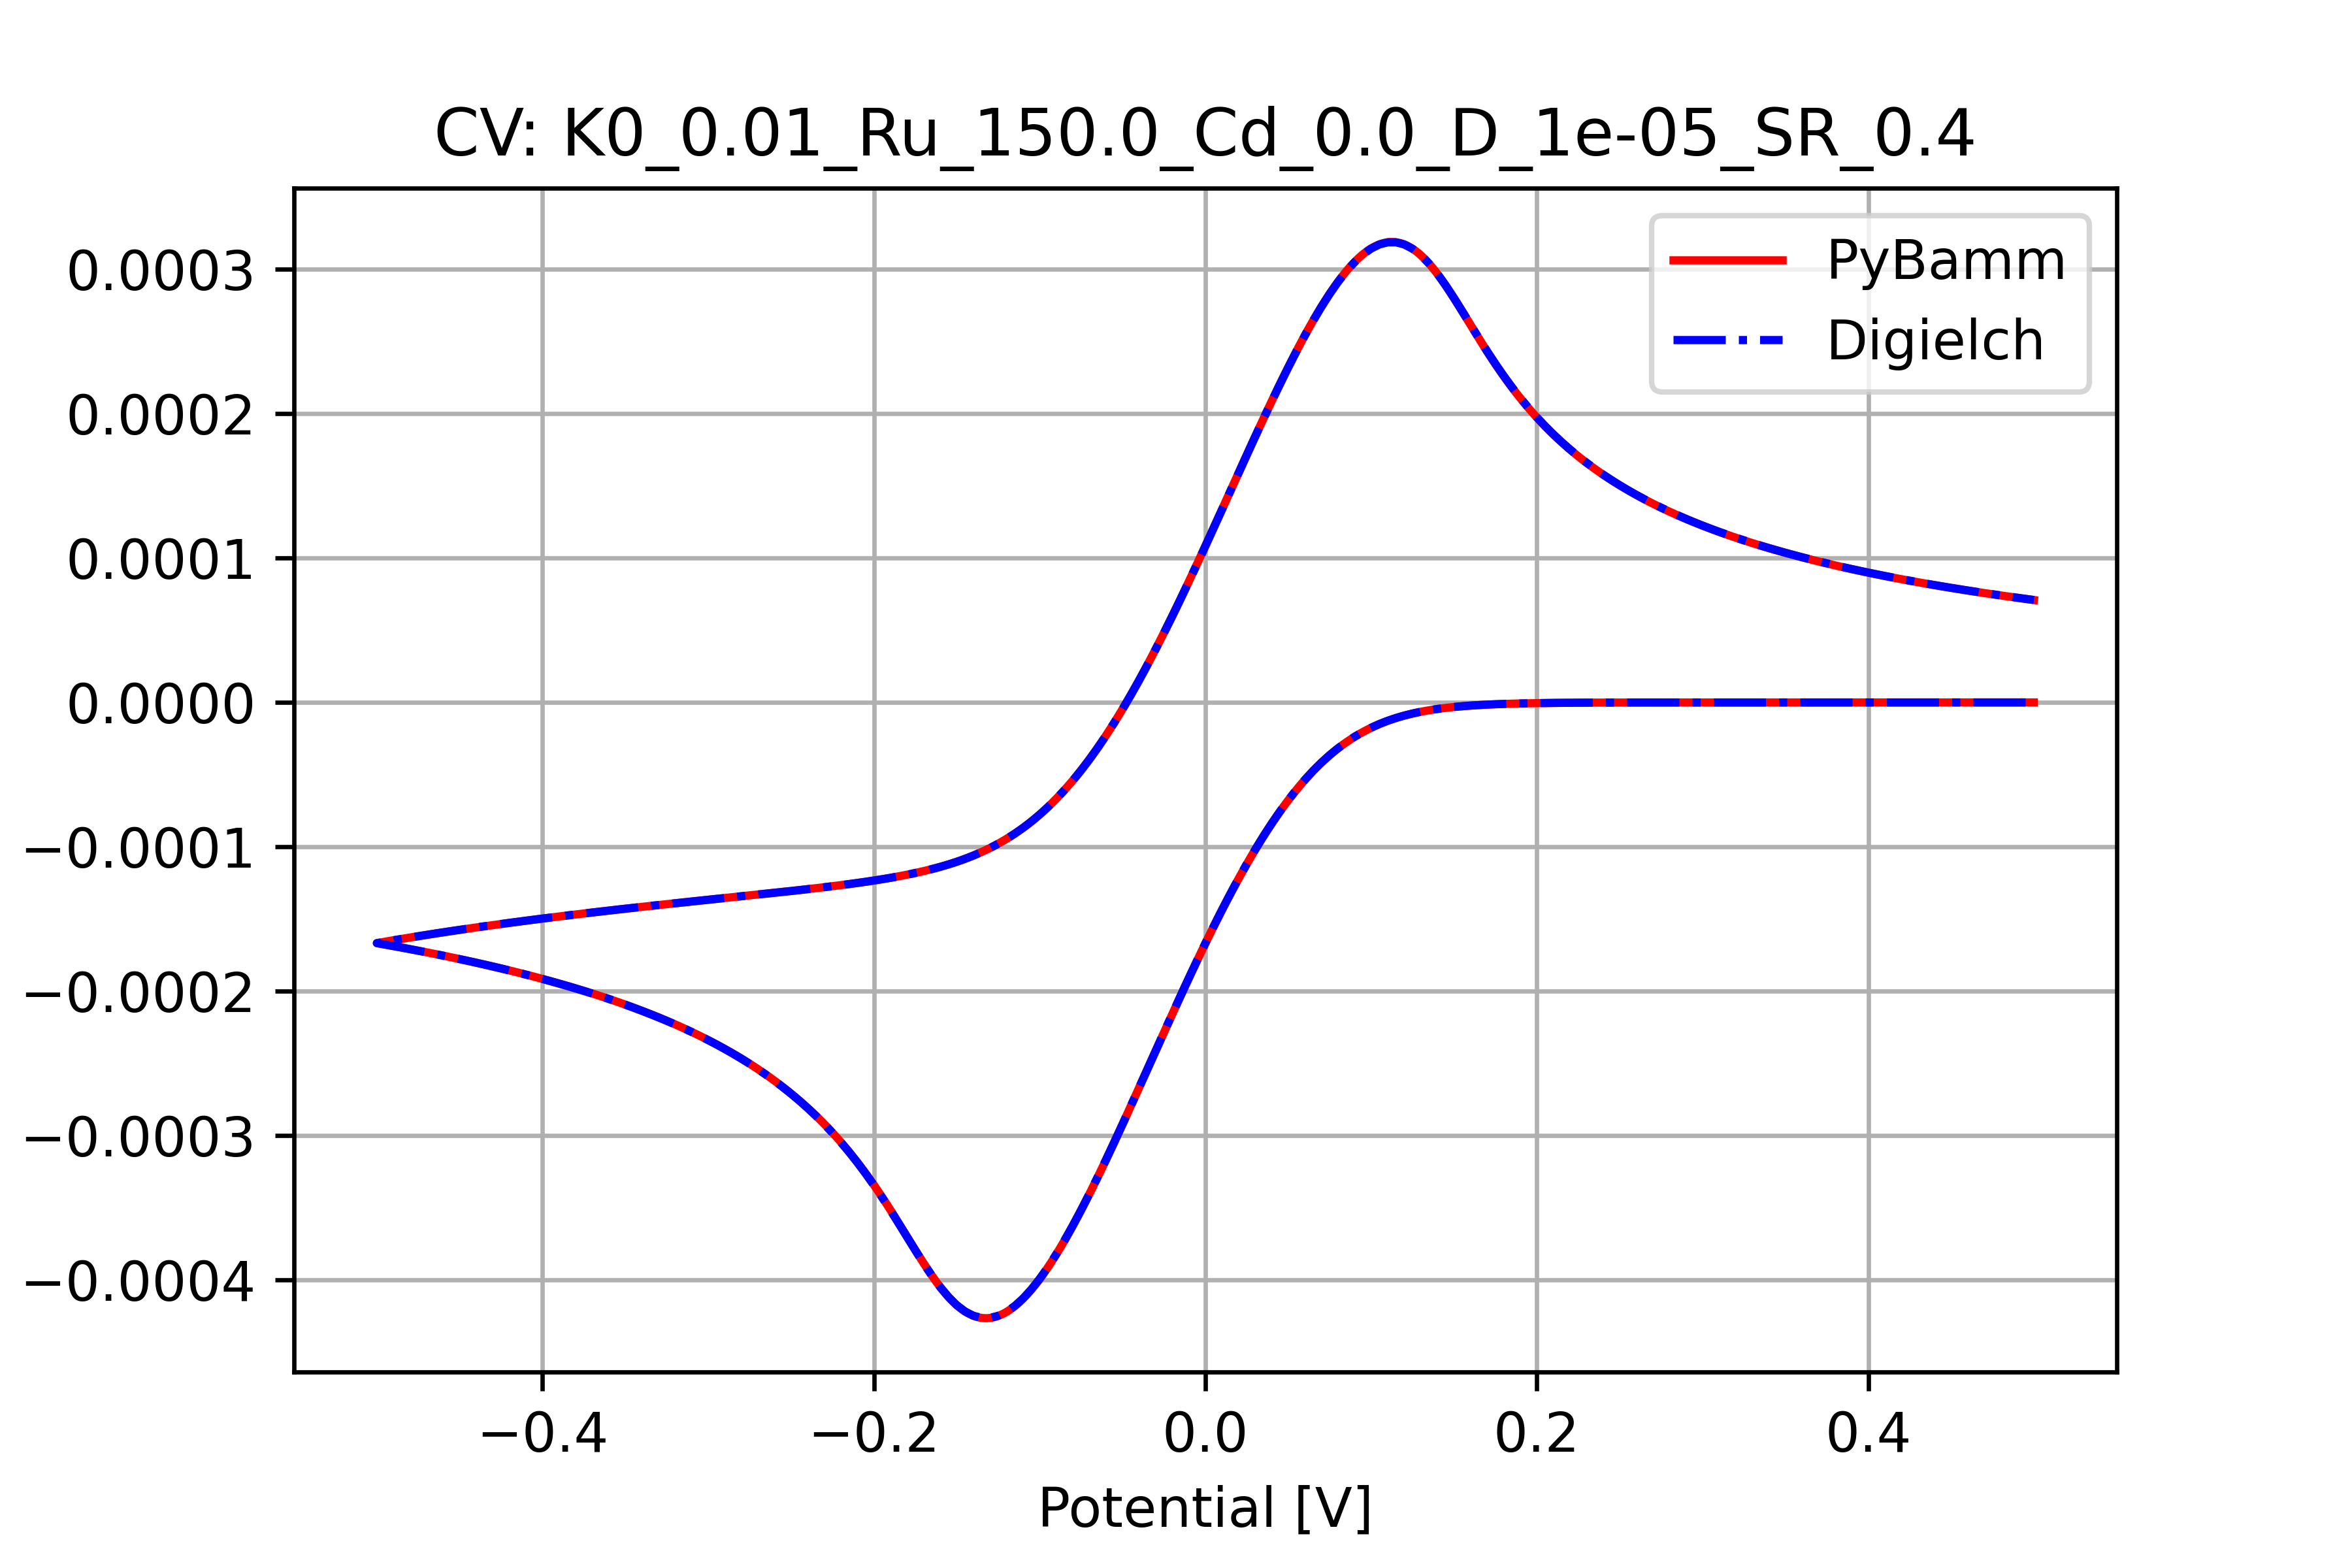 CV: K0_0.01_Ru_150.0_Cd_0.0_D_1e-05_SR_0.4
PyBamm
Digielch
0.0003
0.0002
0.0001
0.0000
−0.0001
−0.0002
−0.0003
−0.0004
−0.4 −0.2 0.0 0.2 0.4
Potential [V]